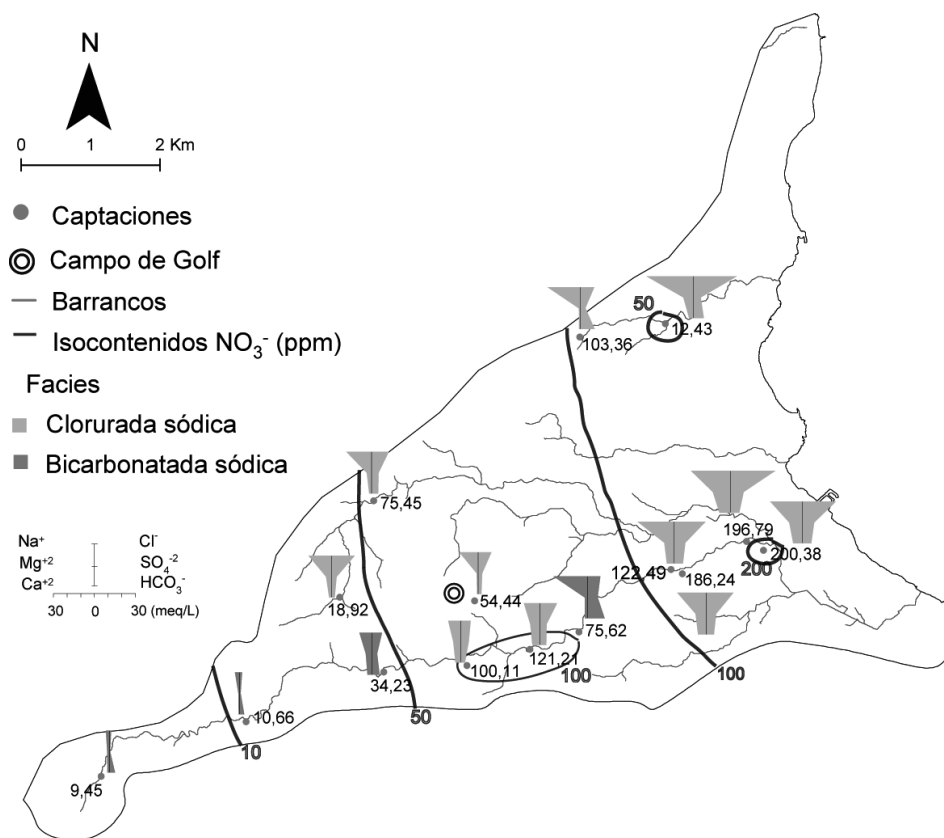 N
0 1 2 Km
Captaciones
Campo de Golf
Barrancos
Isocontenidos NO₃⁻ (ppm)
Facies
Clorurada sódica
Bicarbonatada sódica
Na⁺ Cl⁻
Mg⁺² SO₄⁻²
Ca⁺² HCO₃⁻
30 0 30 (meq/L)
50
12,43
103,36
75,45
196,79
200,38
200
122,49
186,24
18,92
54,44
75,62
121,21
100,11
100
100
34,23
50
10,66
10
9,45